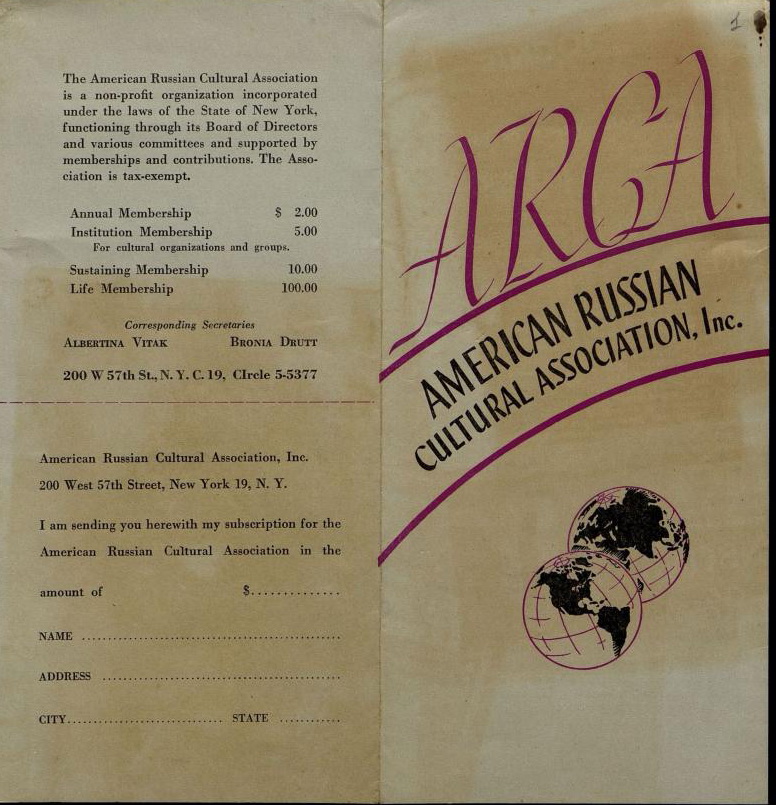 The American Russian Cultural Association
is a non-profit organization incorporated
under the laws of the State of New York,
functioning through its Board of Directors
and various committees and supported by
memberships and contributions. The Asso-
ciation is tax-exempt.
Annual Membership $ 2.00
Institution Membership 5.00
For cultural organizations and groups.
Sustaining Membership 10.00
Life Membership 100.00
Corresponding Secretaries
ALBERTINA VITAK BRONIA DRUTT
200 W 57th St., N. Y. C. 19, CIrcle 5-5377
American Russian Cultural Association, Inc.
200 West 57th Street, New York 19, N. Y.
I am sending you herewith my subscription for the
American Russian Cultural Association in the
amount of $..............
NAME ..................................................
ADDRESS ..............................................
CITY.............................. STATE ............
1
ARCA
AMERICAN RUSSIAN
CULTURAL ASSOCIATION, Inc.